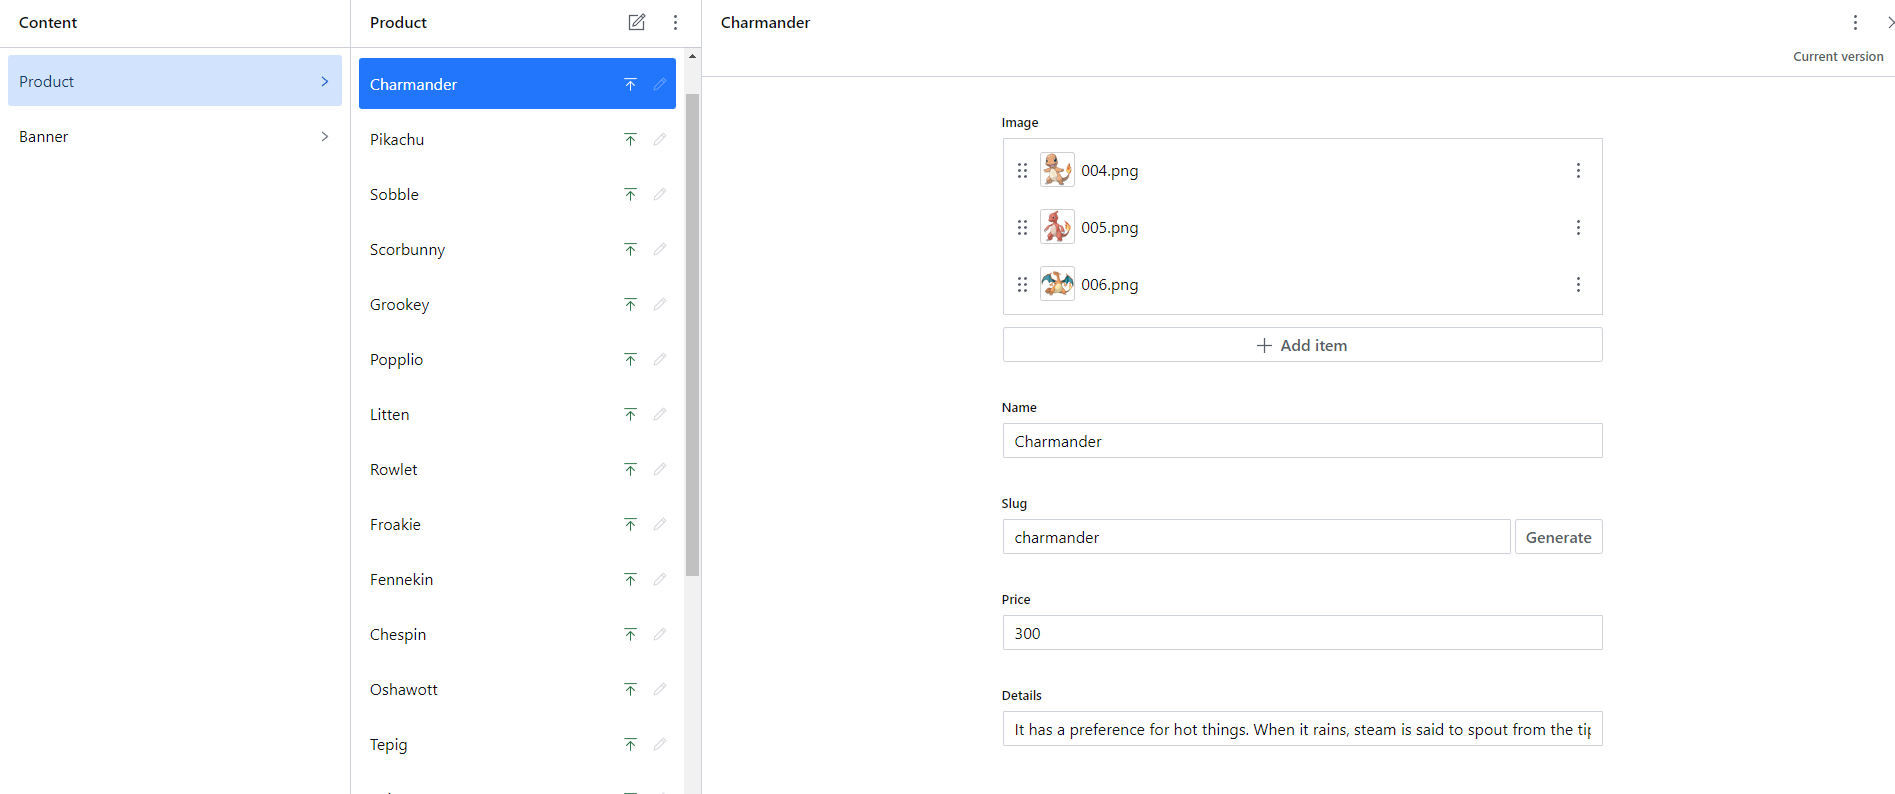 Content
Product
Banner
Product
Charmander
Pikachu
Sobble
Scorbunny
Grookey
Popplio
Litten
Rowlet
Froakie
Fennekin
Chespin
Oshawott
Tepig
Charmander
Current version
Image
004.png
005.png
006.png
Add item
Name
Charmander
Slug
charmander
Generate
Price
300
Details
It has a preference for hot things. When it rains, steam is said to spout from the